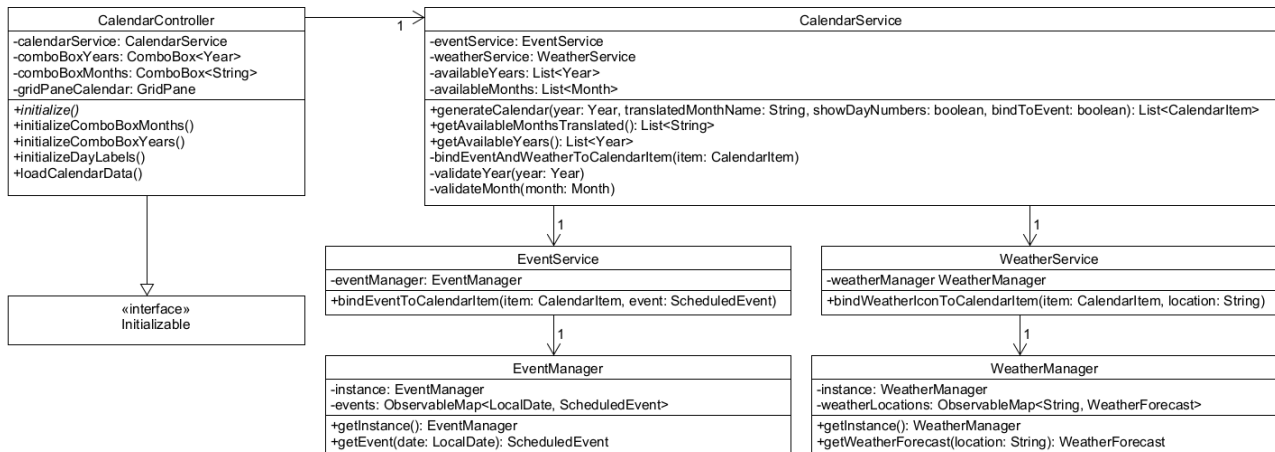 CalendarController
-calendarService: CalendarService
-comboBoxYears: ComboBox<Year>
-comboBoxMonths: ComboBox<String>
-gridPaneCalendar: GridPane
+initialize()
+initializeComboBoxMonths()
+initializeComboBoxYears()
+initializeDayLabels()
+loadCalendarData()
1
CalendarService
-eventService: EventService
-weatherService: WeatherService
-availableYears: List<Year>
-availableMonths: List<Month>
+generateCalendar(year: Year, translatedMonthName: String, showDayNumbers: boolean, bindToEvent: boolean): List<CalendarItem>
+getAvailableMonthsTranslated(): List<String>
+getAvailableYears(): List<Year>
-bindEventAndWeatherToCalendarItem(item: CalendarItem)
-validateYear(year: Year)
-validateMonth(month: Month)
«interface»
Initializable
1
EventService
-eventManager: EventManager
+bindEventToCalendarItem(item: CalendarItem, event: ScheduledEvent)
1
WeatherService
-weatherManager WeatherManager
+bindWeatherIconToCalendarItem(item: CalendarItem, location: String)
1
EventManager
-instance: EventManager
-events: ObservableMap<LocalDate, ScheduledEvent>
+getInstance(): EventManager
+getEvent(date: LocalDate): ScheduledEvent
1
WeatherManager
-instance: WeatherManager
-weatherLocations: ObservableMap<String, WeatherForecast>
+getInstance(): WeatherManager
+getWeatherForecast(location: String): WeatherForecast